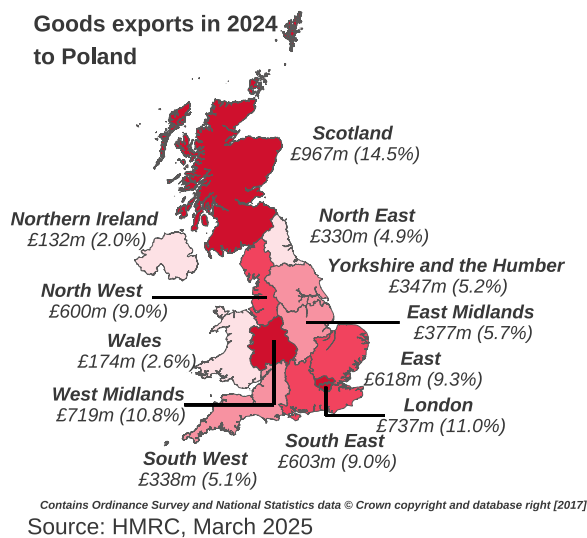 Goods exports in 2024
to Poland
Scotland
£967m (14.5%)
Northern Ireland
£132m (2.0%)
North East
£330m (4.9%)
Yorkshire and the Humber
£347m (5.2%)
North West
£600m (9.0%)
East Midlands
£377m (5.7%)
Wales
£174m (2.6%)
East
£618m (9.3%)
West Midlands
£719m (10.8%)
London
£737m (11.0%)
South East
£603m (9.0%)
South West
£338m (5.1%)
Contains Ordinance Survey and National Statistics data © Crown copyright and database right [2017]
Source: HMRC, March 2025